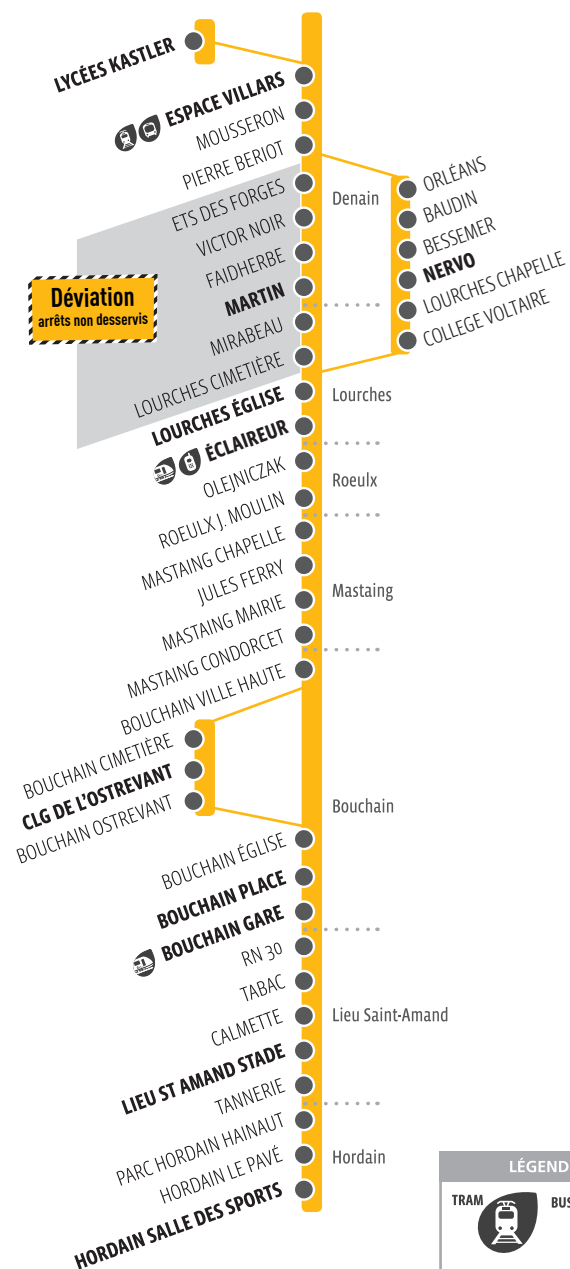 LYCÉES KASTLER
ESPACE VILLARS
MOUSSERON
PIERRE BERIOT
ETS DES FORGES
VICTOR NOIR
FAIDHERBE
MARTIN
MIRABEAU
LOURCHES CIMETIÈRE
Déviation
arrêts non desservis
Denain
ORLÉANS
BAUDIN
BESSEMER
NERVO
LOURCHES CHAPELLE
COLLEGE VOLTAIRE
LOURCHES ÉGLISE
Lourches
ÉCLAIREUR
OLEJNICZAK
Roeulx
ROEULX J. MOULIN
MASTAING CHAPELLE
JULES FERRY
Mastaing
MASTAING MAIRIE
MASTAING CONDORCET
BOUCHAIN VILLE HAUTE
BOUCHAIN CIMETIÈRE
CLG DE L'OSTREVANT
BOUCHAIN OSTREVANT
Bouchain
BOUCHAIN ÉGLISE
BOUCHAIN PLACE
BOUCHAIN GARE
RN 30
TABAC
CALMETTE
Lieu Saint-Amand
LIEU ST AMAND STADE
TANNERIE
PARC HORDAIN HAINAUT
HORDAIN LE PAVÉ
Hordain
HORDAIN SALLE DES SPORTS
LÉGEND
TRAM
BUS